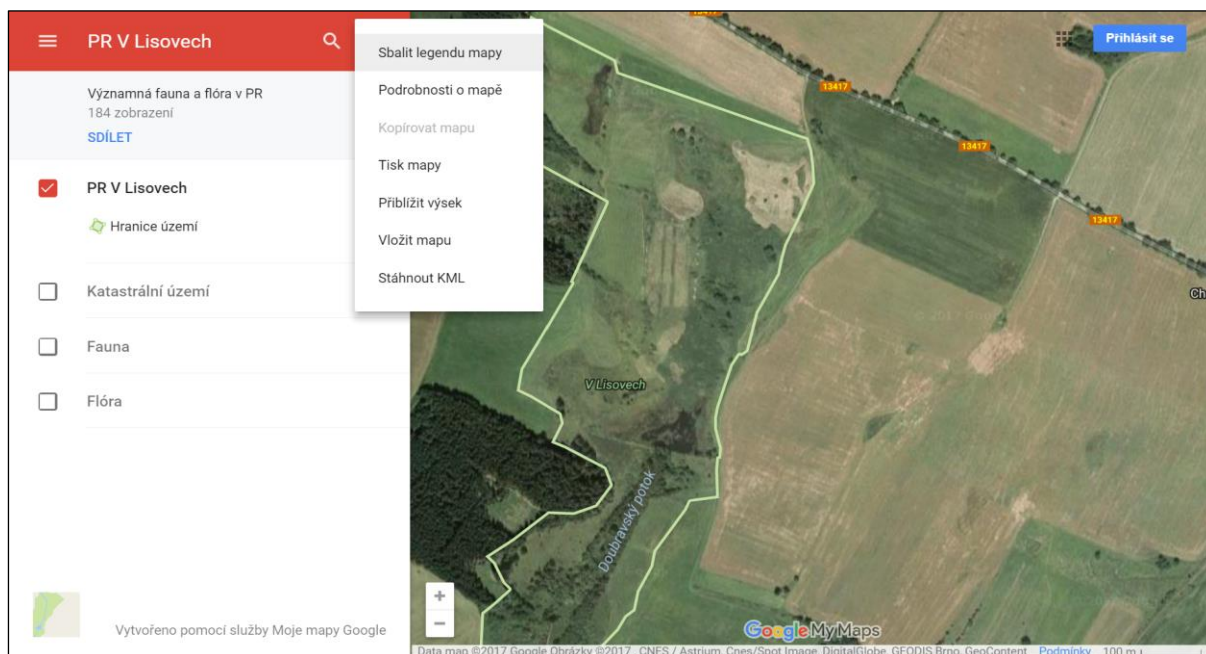 PR V Lisovech
Významná fauna a flóra v PR
184 zobrazení
SDÍLET
PR V Lisovech
Hranice území
Katastrální území
Fauna
Flóra
Vytvořeno pomocí služby Moje mapy Google
Sbalit legendu mapy
Podrobnosti o mapě
Kopírovat mapu
Tisk mapy
Přiblížit výsek
Vložit mapu
Stáhnout KML
Přihlásit se
13417
13417
13417
Ch
V Lisovech
Doubravský potok
+
−
Google My Maps
Data map ©2017 Google Obrázky ©2017 , CNES / Astrium, Cnes/Spot Image, DigitalGlobe, GEODIS Brno, GeoContent Podmínky 100 m